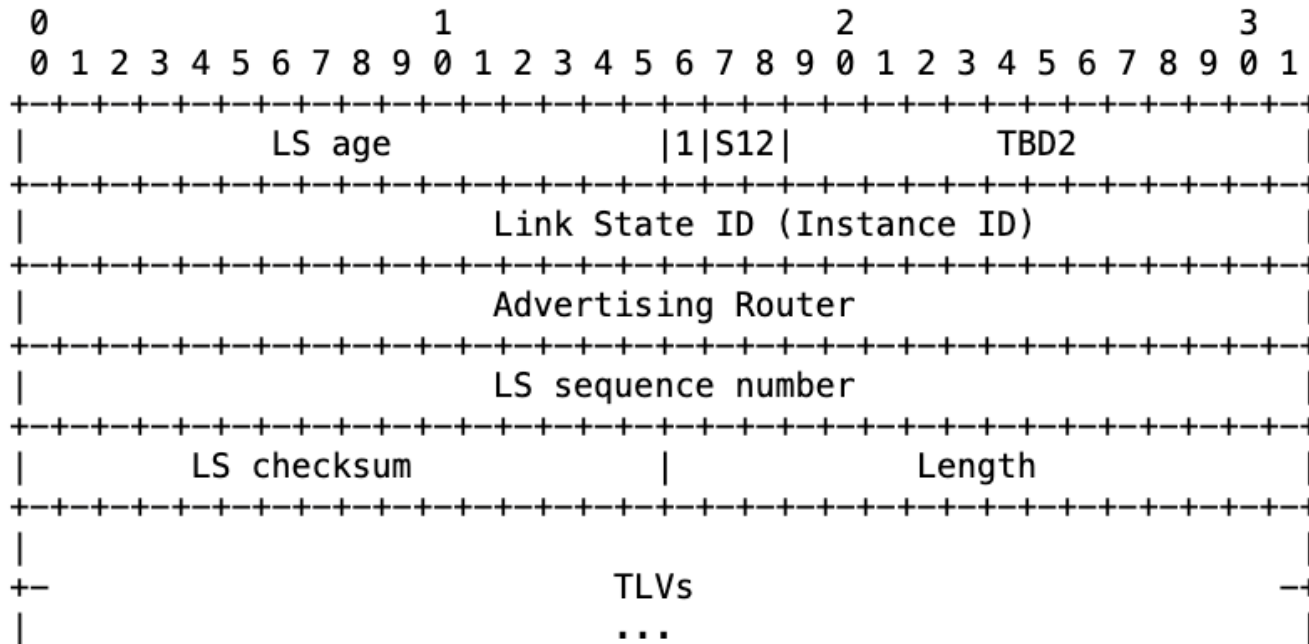 0                   1                   2                   3
 0 1 2 3 4 5 6 7 8 9 0 1 2 3 4 5 6 7 8 9 0 1 2 3 4 5 6 7 8 9 0 1
+-+-+-+-+-+-+-+-+-+-+-+-+-+-+-+-+-+-+-+-+-+-+-+-+-+-+-+-+-+-+-+-+
|            LS age             |1|S12|          TBD2           |
+-+-+-+-+-+-+-+-+-+-+-+-+-+-+-+-+-+-+-+-+-+-+-+-+-+-+-+-+-+-+-+-+
|                       Link State ID (Instance ID)             |
+-+-+-+-+-+-+-+-+-+-+-+-+-+-+-+-+-+-+-+-+-+-+-+-+-+-+-+-+-+-+-+-+
|                       Advertising Router                      |
+-+-+-+-+-+-+-+-+-+-+-+-+-+-+-+-+-+-+-+-+-+-+-+-+-+-+-+-+-+-+-+-+
|                       LS sequence number                      |
+-+-+-+-+-+-+-+-+-+-+-+-+-+-+-+-+-+-+-+-+-+-+-+-+-+-+-+-+-+-+-+-+
|        LS checksum            |            Length             |
+-+-+-+-+-+-+-+-+-+-+-+-+-+-+-+-+-+-+-+-+-+-+-+-+-+-+-+-+-+-+-+-+
|                                                               |
+-                            TLVs                             -+
|                             ...                               |